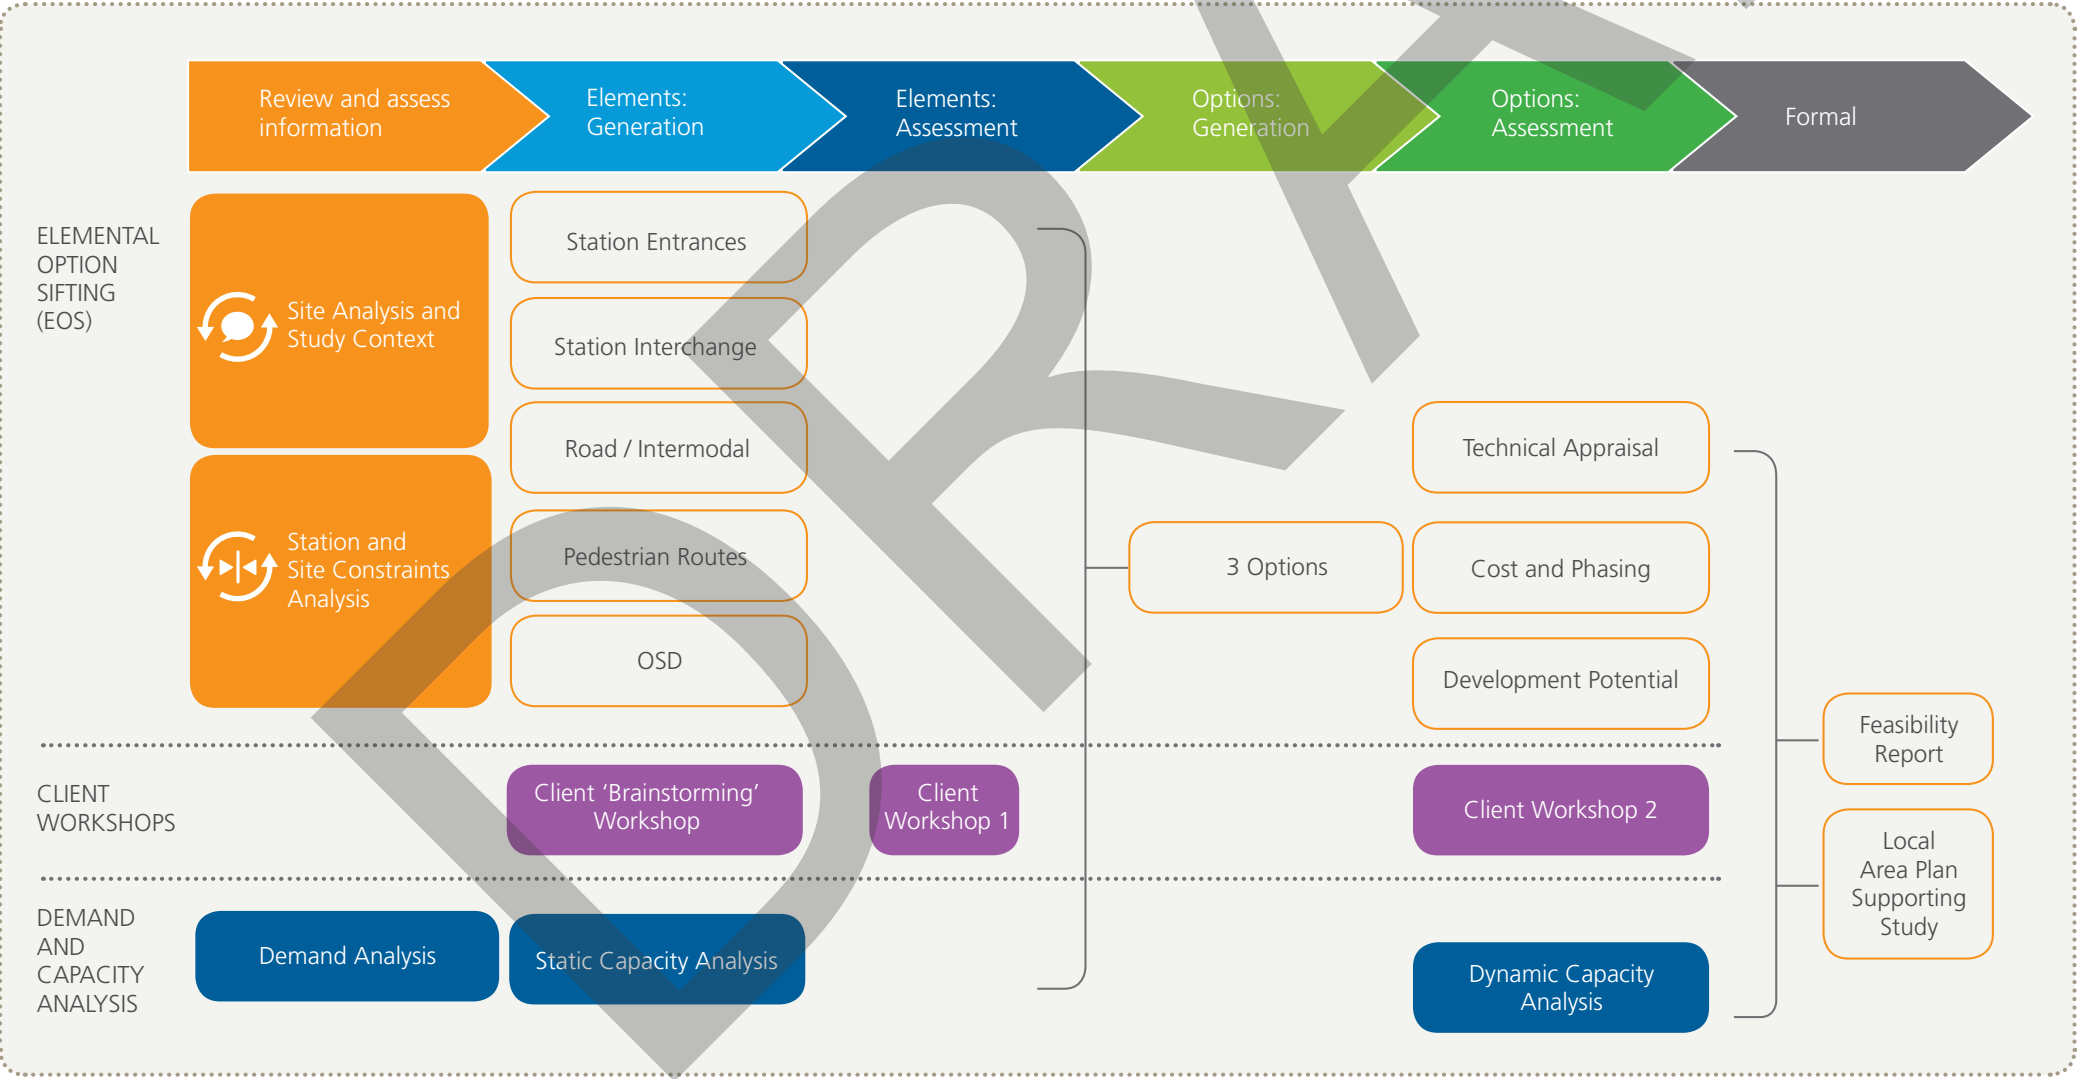 Review and assess
information
Elements:
Generation
Elements:
Assessment
Options:
Generation
Options:
Assessment
Formal
ELEMENTAL
OPTION
SIFTING
(EOS)
Site Analysis and
Study Context
Station and
Site Constraints
Analysis
Station Entrances
Station Interchange
Road / Intermodal
Pedestrian Routes
OSD
3 Options
Technical Appraisal
Cost and Phasing
Development Potential
CLIENT
WORKSHOPS
Client ‘Brainstorming’
Workshop
Client
Workshop 1
Client Workshop 2
Feasibility
Report
Local
Area Plan
Supporting
Study
DEMAND
AND
CAPACITY
ANALYSIS
Demand Analysis
Static Capacity Analysis
Dynamic Capacity
Analysis